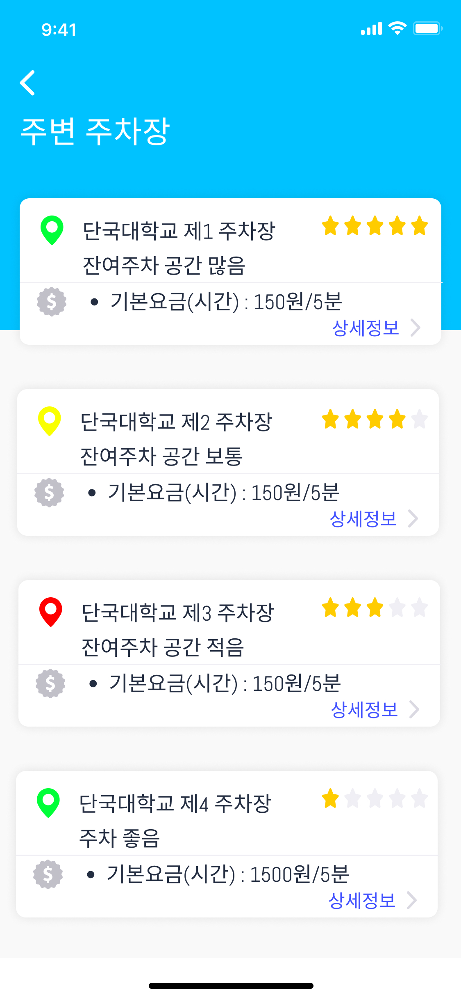 9:41
주변 주차장
단국대학교 제1 주차장
잔여주차 공간 많음
$ • 기본요금(시간) : 150원/5분
상세정보
단국대학교 제2 주차장
잔여주차 공간 보통
$ • 기본요금(시간) : 150원/5분
상세정보
단국대학교 제3 주차장
잔여주차 공간 적음
$ • 기본요금(시간) : 150원/5분
상세정보
단국대학교 제4 주차장
주차 좋음
$ • 기본요금(시간) : 1500원/5분
상세정보